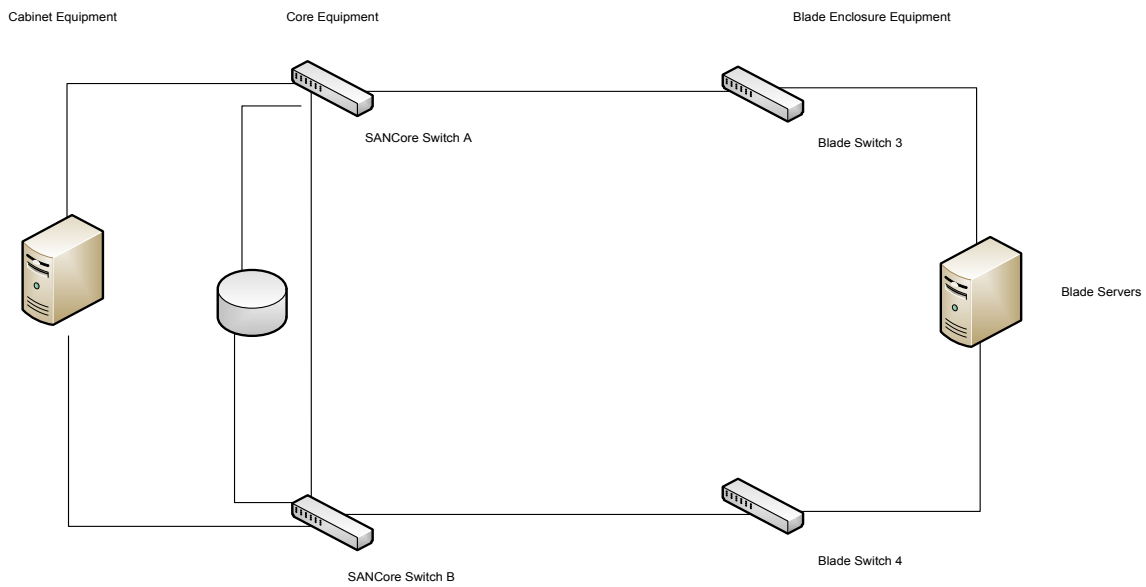 Cabinet Equipment
Core Equipment
Blade Enclosure Equipment
SANCore Switch A
Blade Switch 3
Blade Servers
Blade Switch 4
SANCore Switch B